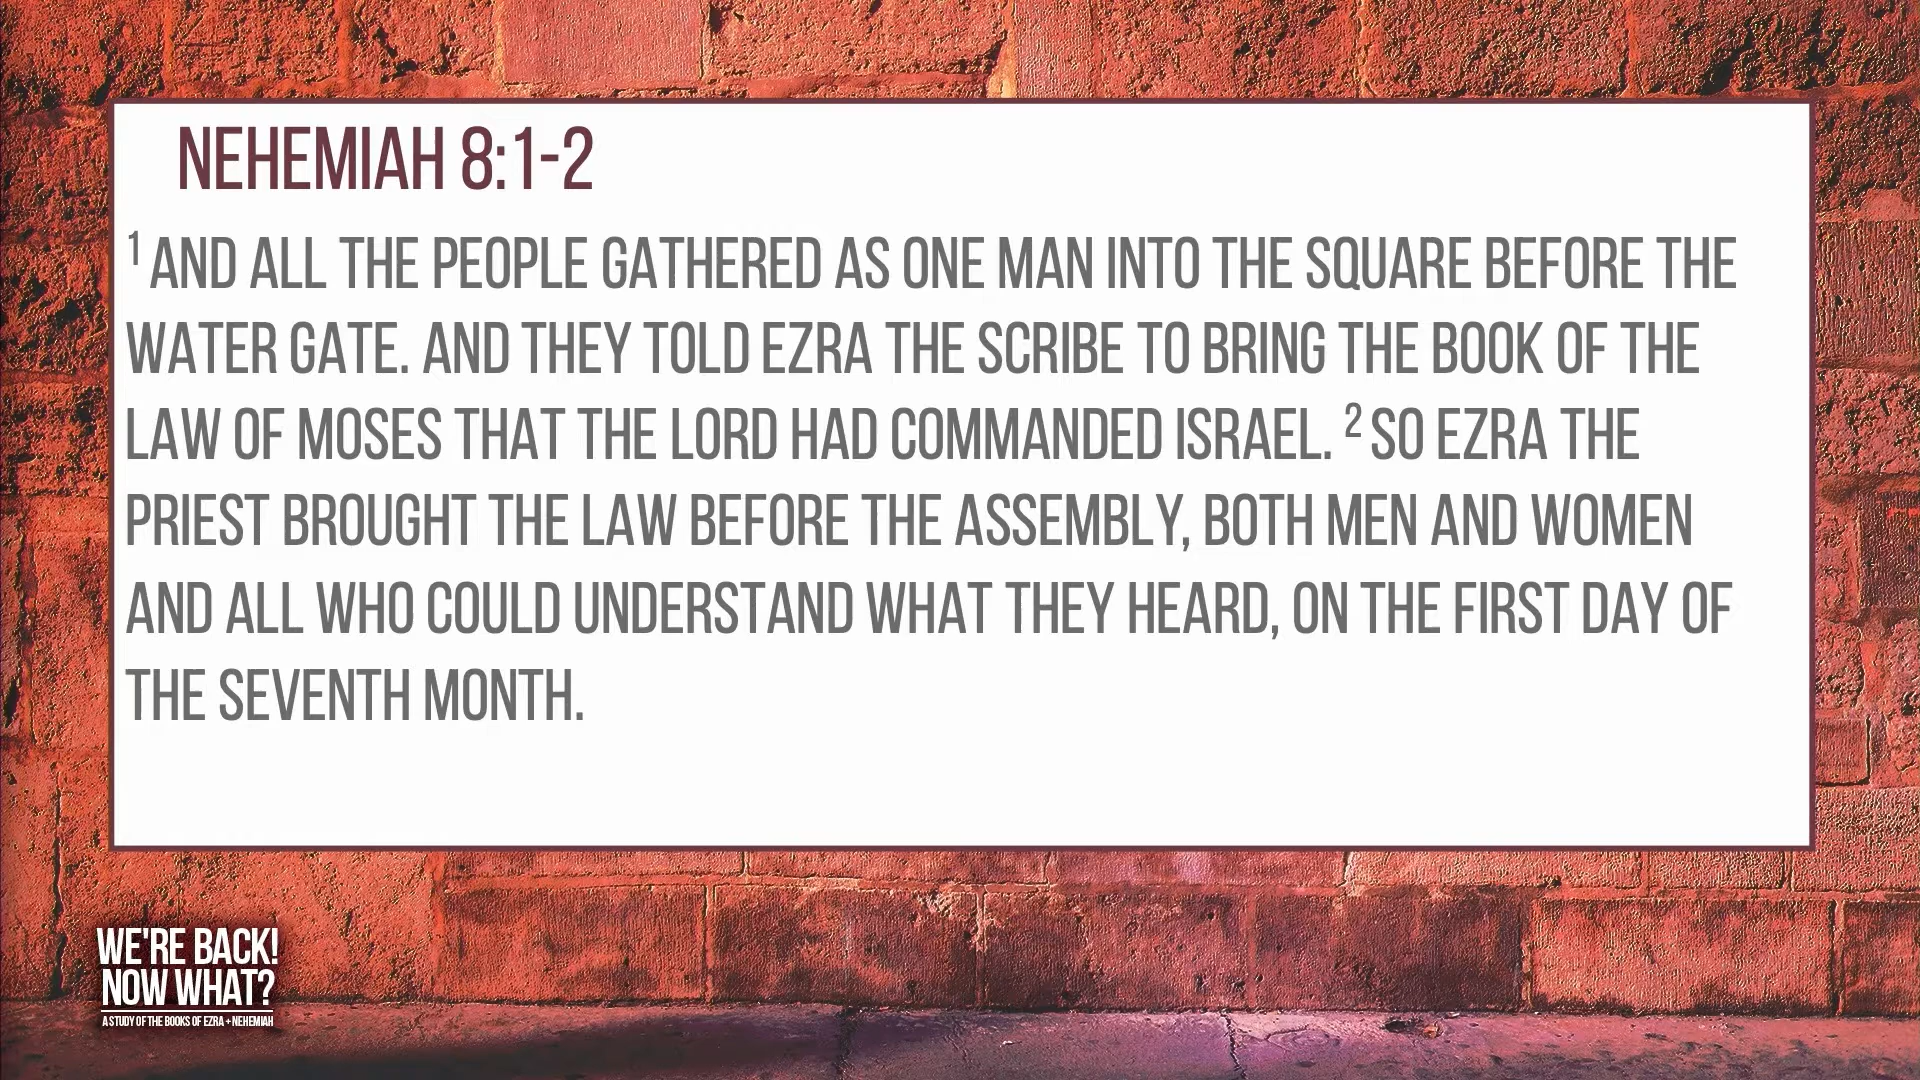 NEHEMIAH 8:1-2
1 AND ALL THE PEOPLE GATHERED AS ONE MAN INTO THE SQUARE BEFORE THE
WATER GATE. AND THEY TOLD EZRA THE SCRIBE TO BRING THE BOOK OF THE
LAW OF MOSES THAT THE LORD HAD COMMANDED ISRAEL. 2 SO EZRA THE
PRIEST BROUGHT THE LAW BEFORE THE ASSEMBLY, BOTH MEN AND WOMEN
AND ALL WHO COULD UNDERSTAND WHAT THEY HEARD, ON THE FIRST DAY OF
THE SEVENTH MONTH.
WE'RE BACK!
NOW WHAT?
A STUDY OF THE BOOKS OF EZRA + NEHEMIAH